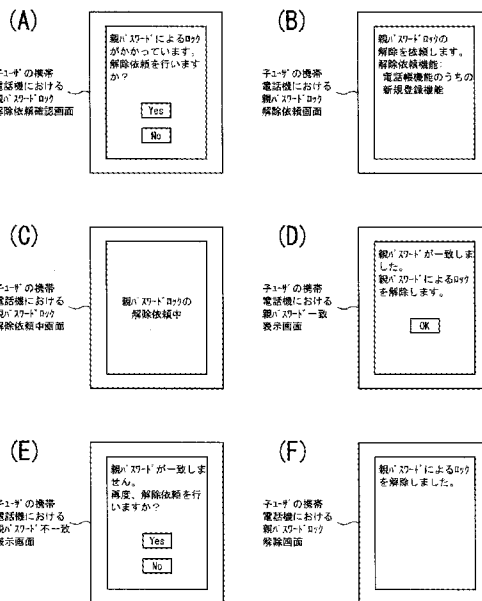 (A)
親パスワードによるロック
がかかっています。
解除依頼を行います
か?
Yes
No
子ユーザの携帯
電話機における
親パスワードロック
解除依頼確認画面
(B)
親パスワードロックの
解除を依頼します。
解除依頼機能:
電話帳機能のうちの
新規登録機能
子ユーザの携帯
電話機における
親パスワードロック
解除依頼画面
(C)
親パスワードロックの
解除依頼中
子ユーザの携帯
電話機における
親パスワードロック
解除依頼中画面
(D)
親パスワードが一致しま
した。
親パスワードによるロック
を解除します。
OK
子ユーザの携帯
電話機における
親パスワード一致
表示画面
(E)
親パスワードが一致しま
せん。
再度、解除依頼を行
いますか?
Yes
No
子ユーザの携帯
電話機における
親パスワード不一致
表示画面
(F)
親パスワードによるロック
を解除しました。
子ユーザの携帯
電話機における
親パスワードロック
解除画面